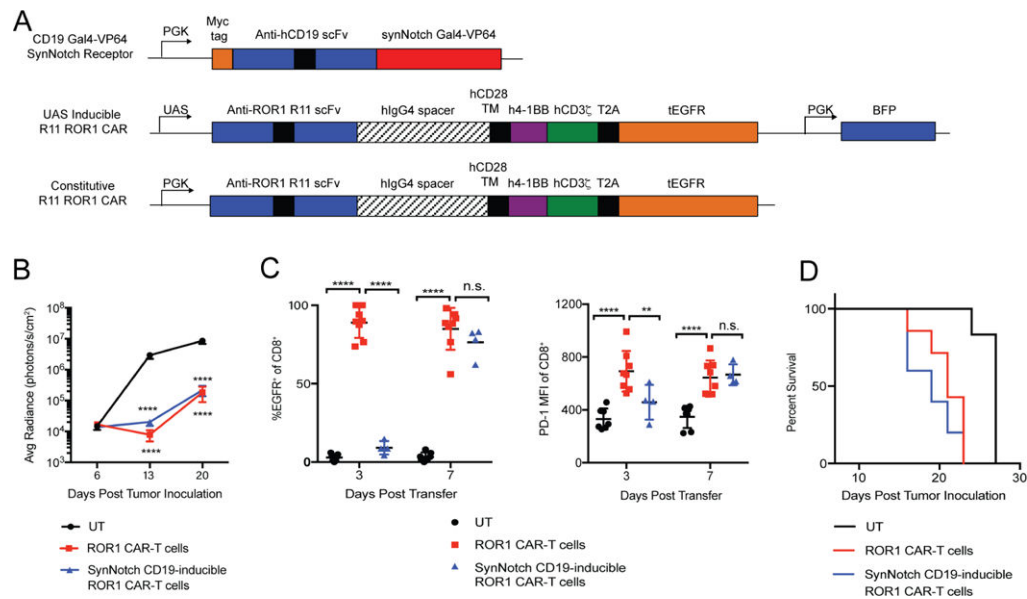 A
CD19 Gal4-VP64
SynNotch Receptor
PGK
Myc
tag
Anti-hCD19 scFv
synNotch Gal4-VP64
UAS Inducible
R11 ROR1 CAR
UAS
Anti-ROR1 R11 scFv
hIgG4 spacer
hCD28
TM
h4-1BB
hCD3ζ
T2A
tEGFR
PGK
BFP
Constitutive
R11 ROR1 CAR
PGK
Anti-ROR1 R11 scFv
hIgG4 spacer
hCD28
TM
h4-1BB
hCD3ζ
T2A
tEGFR
B
Avg Radiance (photons/s/cm²)
10⁸
10⁷
10⁶
10⁵
10⁴
10³
****
****
****
****
6
13
20
Days Post Tumor Inoculation
UT
ROR1 CAR-T cells
SynNotch CD19-inducible
ROR1 CAR-T cells
C
%EGFR⁺ of CD8⁺
100
50
0
****
****
****
n.s.
3
7
Days Post Transfer
PD-1 MFI of CD8⁺
1200
800
400
0
****
**
****
n.s.
3
7
Days Post Transfer
UT
ROR1 CAR-T cells
SynNotch CD19-inducible
ROR1 CAR-T cells
D
Percent Survival
100
50
0
10
20
30
Days Post Tumor Inoculation
UT
ROR1 CAR-T cells
SynNotch CD19-inducible
ROR1 CAR-T cells